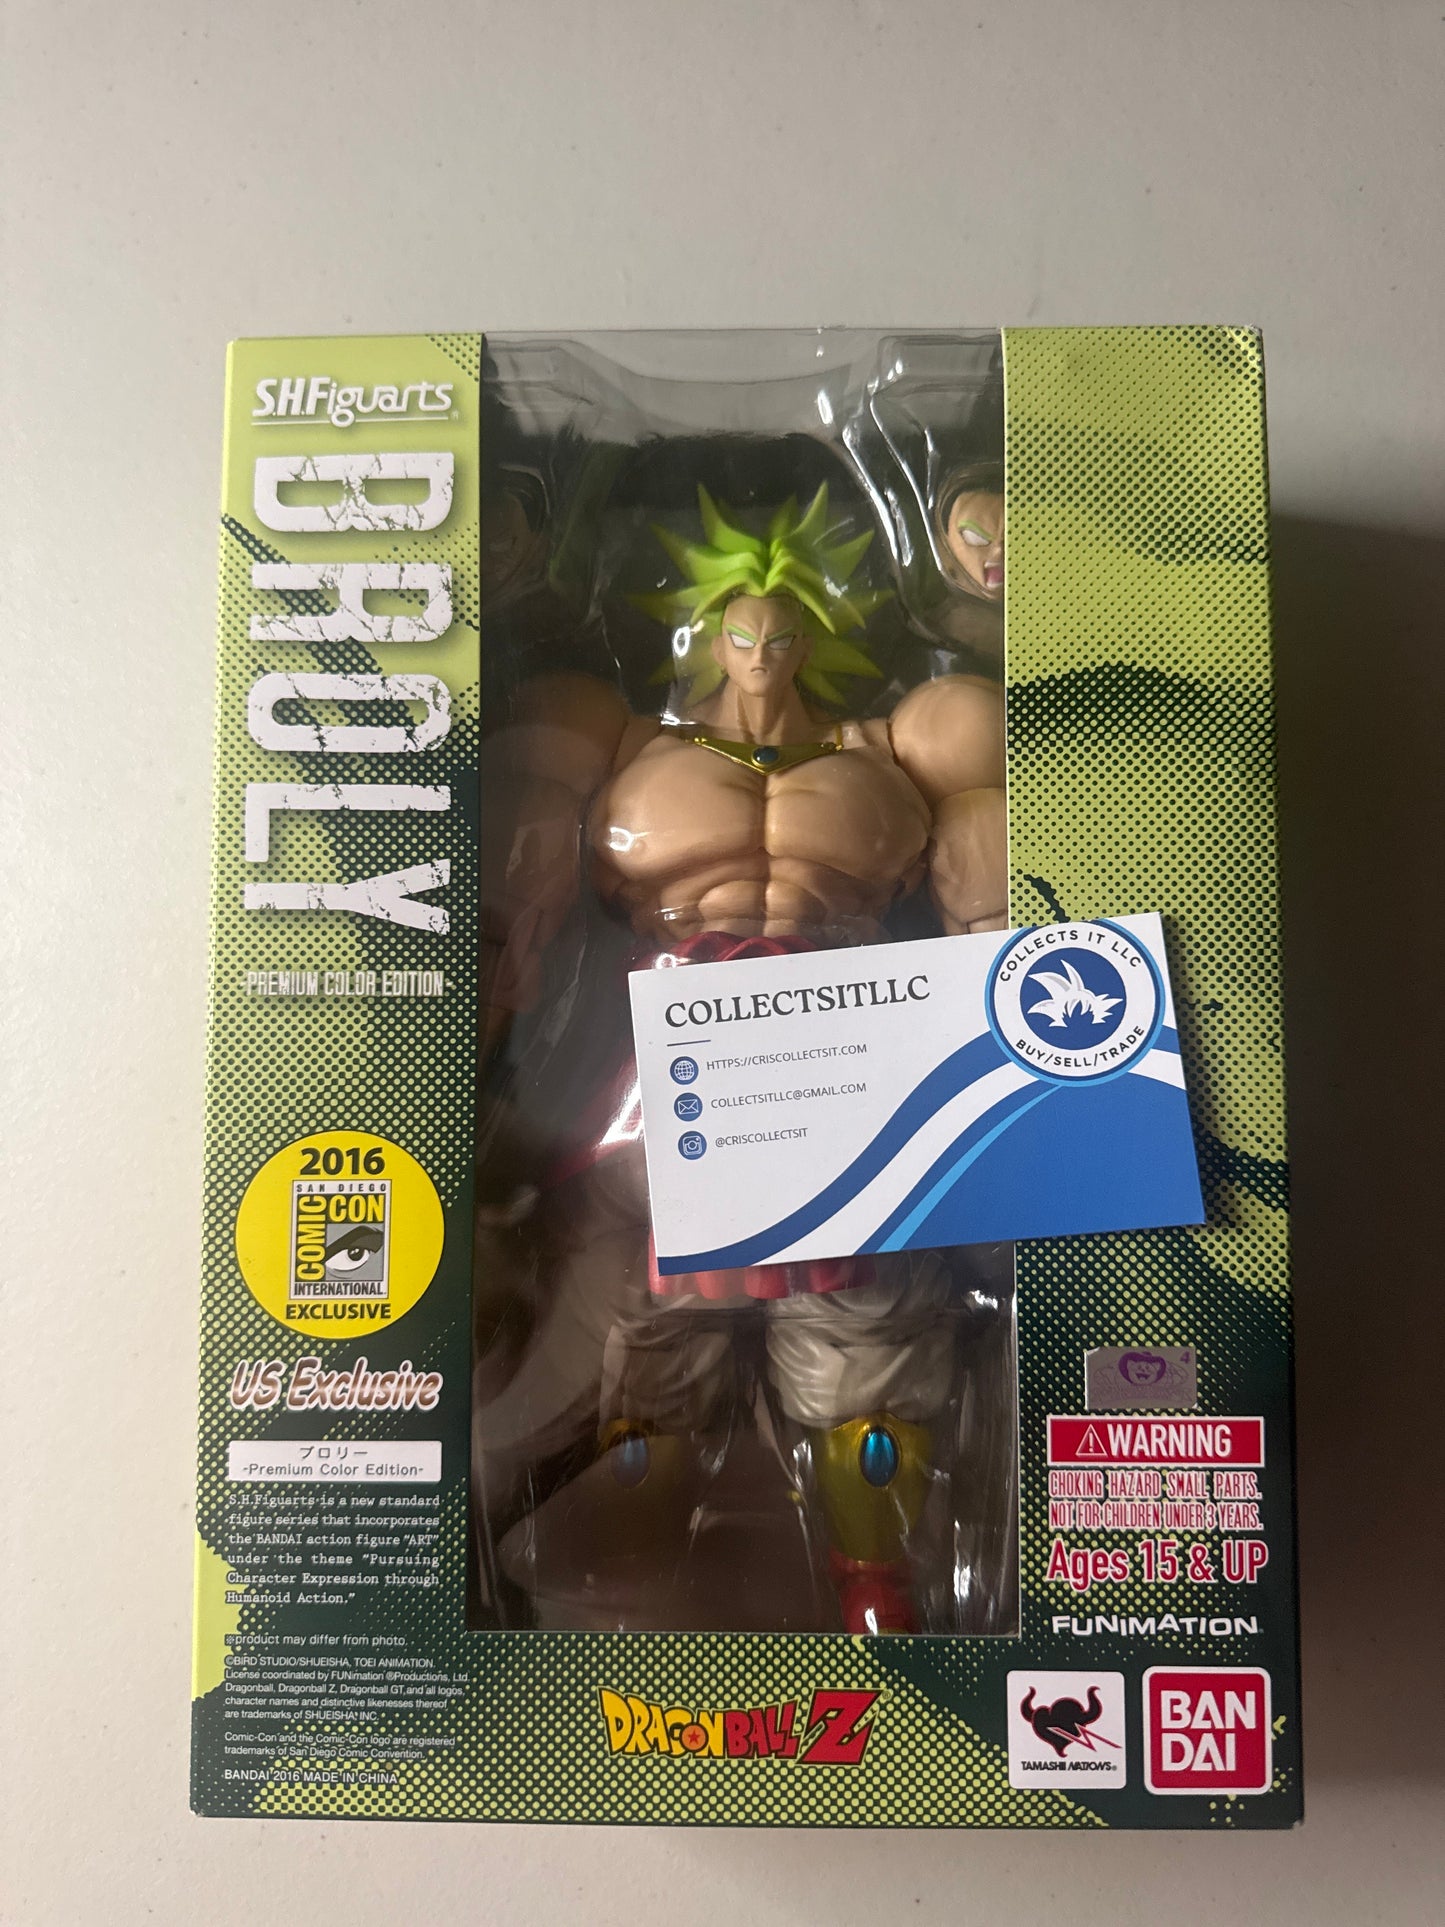 S.H.Figuarts
BROLY
-PREMIUM COLOR EDITION-
2016
SAN DIEGO
COMIC CON
INTERNATIONAL
EXCLUSIVE
US Exclusive
ブロリー
-Premium Color Edition-
S.H.Figuarts is a new standard
figure series that incorporates
the BANDAI action figure "ART"
under the theme "Pursuing
Character Expression through
Humanoid Action."
※product may differ from photo.
©BIRD STUDIO/SHUEISHA, TOEI ANIMATION.
License coordinated by FUNimation ®Productions, Ltd.
Dragonball, Dragonball Z, Dragonball GT,and all logos,
character names and distinctive likenesses thereof
are trademarks of SHUEISHA, INC.
Comic-Con and the Comic-Con logo are registered
trademarks of San Diego Comic Convention.
BANDAI 2016 MADE IN CHINA
COLLECTSITLLC
HTTPS://CRISCOLLECTSIT.COM
COLLECTSITLLC@GMAIL.COM
@CRISCOLLECTSIT
COLLECTS IT LLC
BUY/SELL/TRADE
DRAGONBALL Z
4
WARNING
CHOKING HAZARD-SMALL PARTS.
NOT FOR CHILDREN UNDER 3 YEARS.
Ages 15 & UP
FUNIMATION
TAMASHII NATIONS®
BAN
DAI